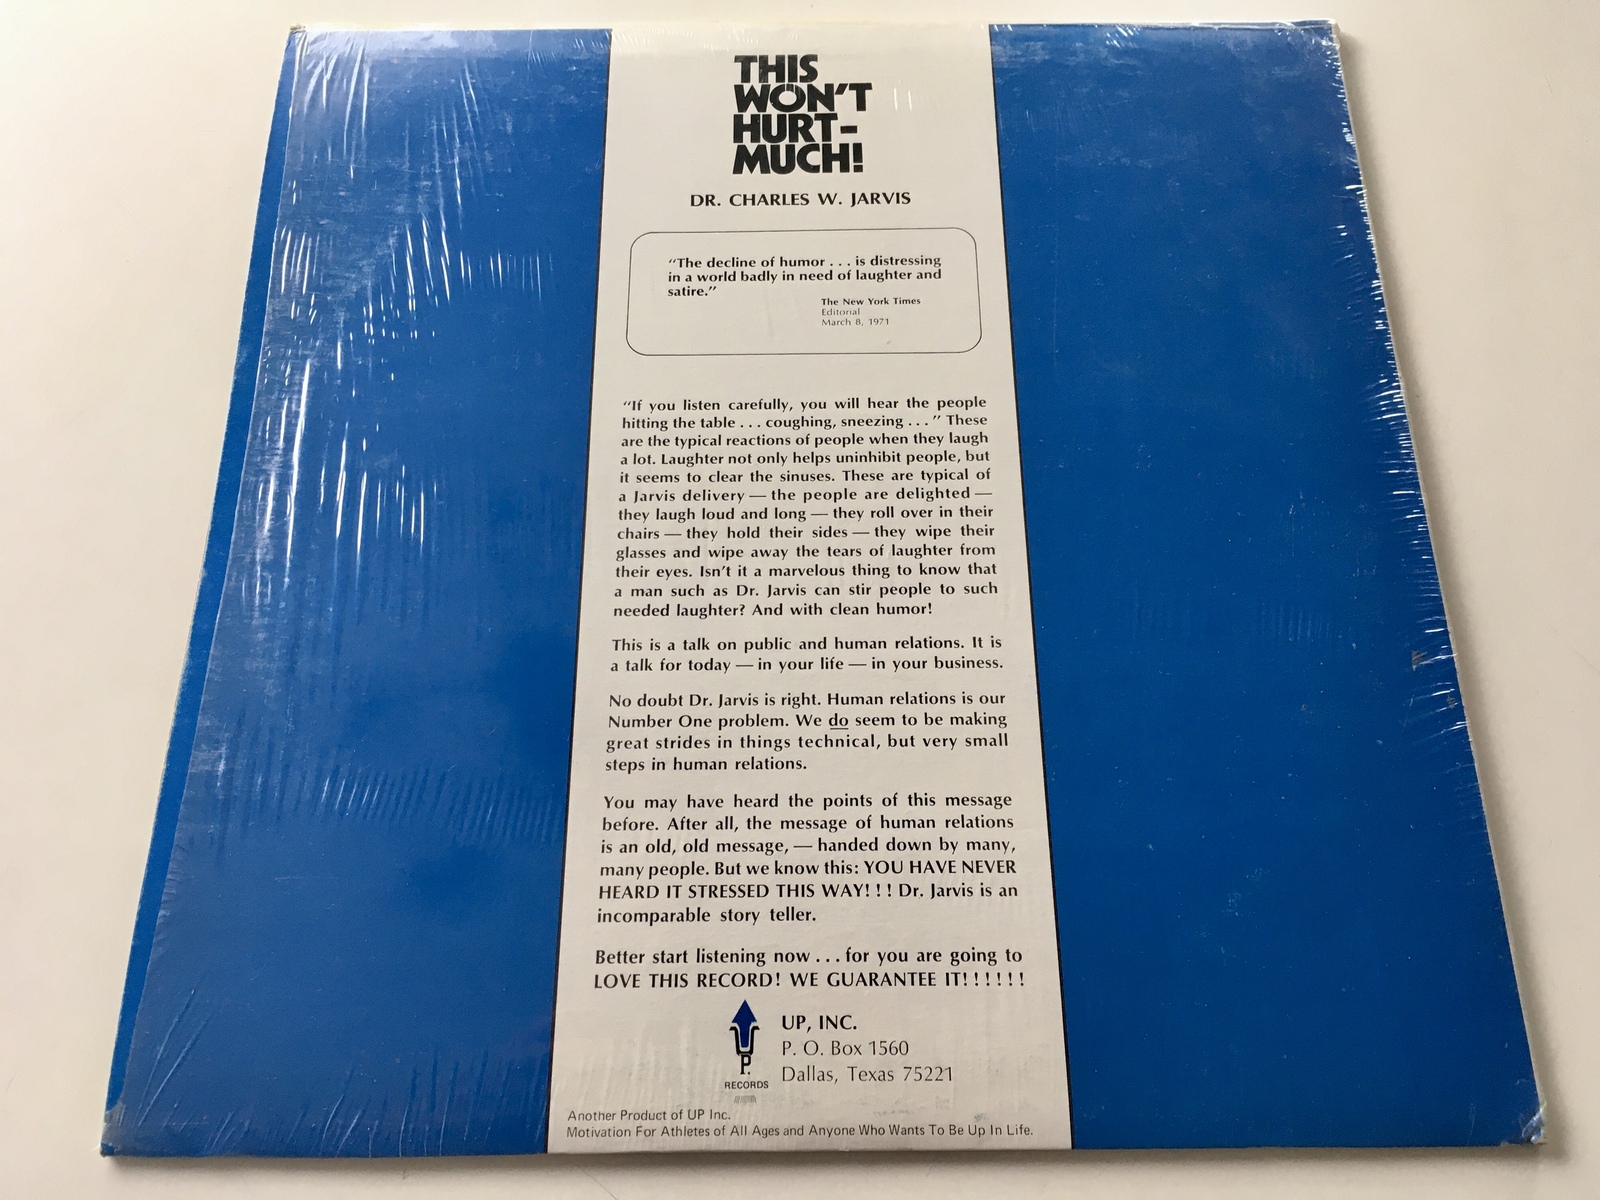 THIS
WON'T
HURT–
MUCH!
DR. CHARLES W. JARVIS
"The decline of humor . . . is distressing
in a world badly in need of laughter and
satire."
The New York Times
Editorial
March 8, 1971
"If you listen carefully, you will hear the people
hitting the table . . . coughing, sneezing . . ." These
are the typical reactions of people when they laugh
a lot. Laughter not only helps uninhibit people, but
it seems to clear the sinuses. These are typical of
a Jarvis delivery — the people are delighted —
they laugh loud and long — they roll over in their
chairs — they hold their sides — they wipe their
glasses and wipe away the tears of laughter from
their eyes. Isn't it a marvelous thing to know that
a man such as Dr. Jarvis can stir people to such
needed laughter? And with clean humor!
This is a talk on public and human relations. It is
a talk for today — in your life — in your business.
No doubt Dr. Jarvis is right. Human relations is our
Number One problem. We do seem to be making
great strides in things technical, but very small
steps in human relations.
You may have heard the points of this message
before. After all, the message of human relations
is an old, old message, — handed down by many,
many people. But we know this: YOU HAVE NEVER
HEARD IT STRESSED THIS WAY! ! ! Dr. Jarvis is an
incomparable story teller.
Better start listening now . . . for you are going to
LOVE THIS RECORD! WE GUARANTEE IT! ! ! ! ! !
UP, INC.
P. O. Box 1560
Dallas, Texas 75221
UP.
RECORDS
Another Product of UP Inc.
Motivation For Athletes of All Ages and Anyone Who Wants To Be Up In Life.